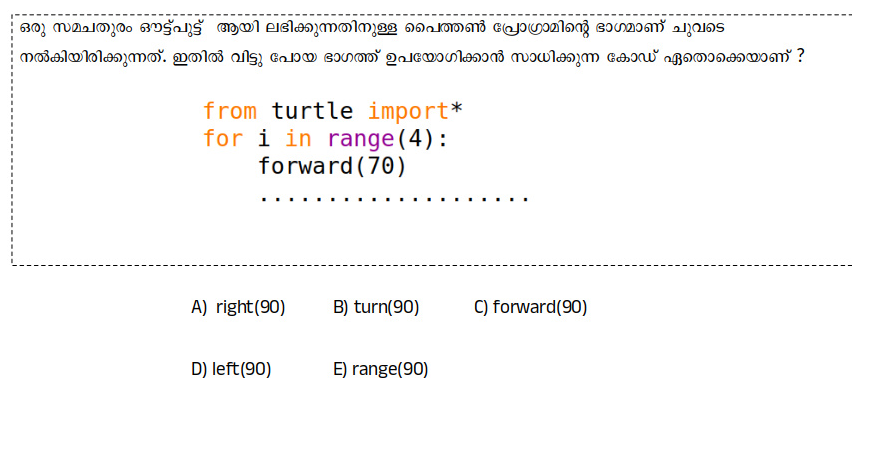 ഒരു സമചതുരം ഔട്ട്പുട്ട് ആയി ലഭിക്കുന്നതിനുള്ള പൈത്തൺ പ്രോഗ്രാമിന്റെ ഭാഗമാണ് ചുവടെ
നൽകിയിരിക്കുന്നത്. ഇതിൽ വിട്ടു പോയ ഭാഗത്ത് ഉപയോഗിക്കാൻ സാധിക്കുന്ന കോഡ് ഏതൊക്കെയാണ് ?
from turtle import*
for i in range(4):
    forward(70)
    ....................
A) right(90) B) turn(90) C) forward(90)
D) left(90) E) range(90)